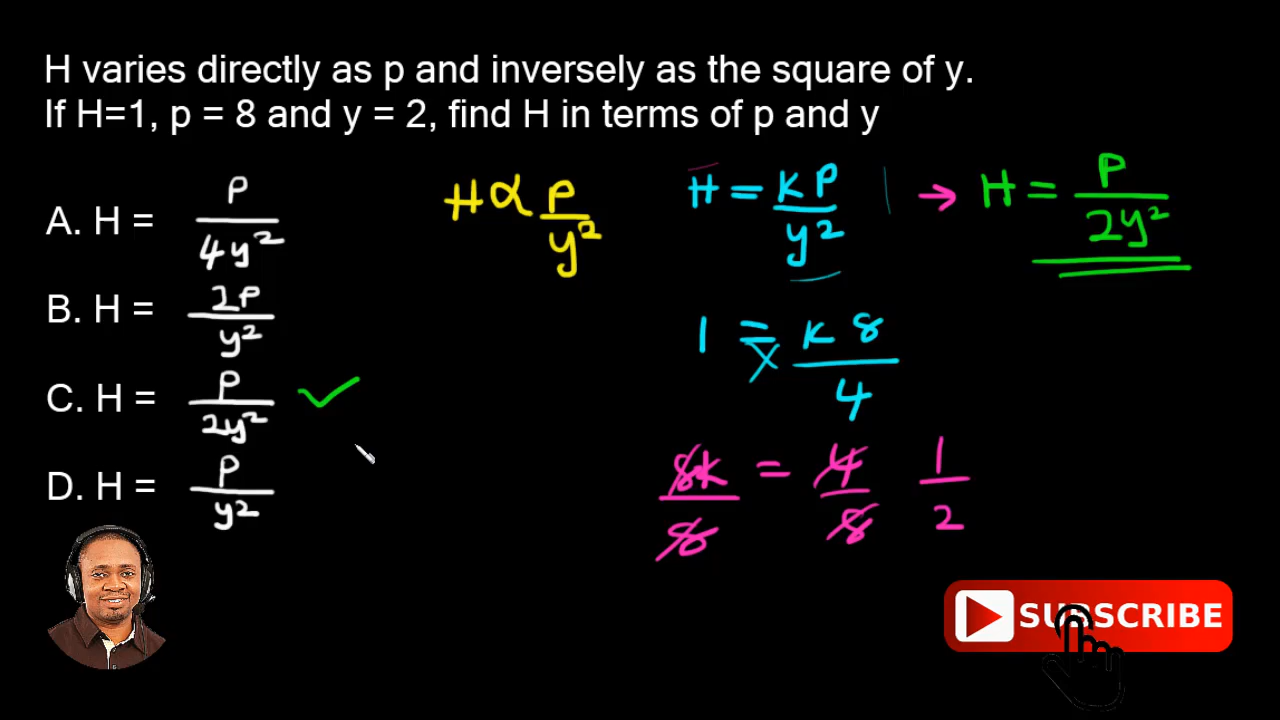 H varies directly as p and inversely as the square of y.
If H=1, p = 8 and y = 2, find H in terms of p and y
A. H = P / 4y²
B. H = 2P / y²
C. H = P / 2y² ✓
D. H = P / y²
H ∝ P / y²
H = KP / y²
→ H = P / 2y²
1 = K 8 / 4
8K / 8 = 4 / 8 1 / 2
SUBSCRIBE